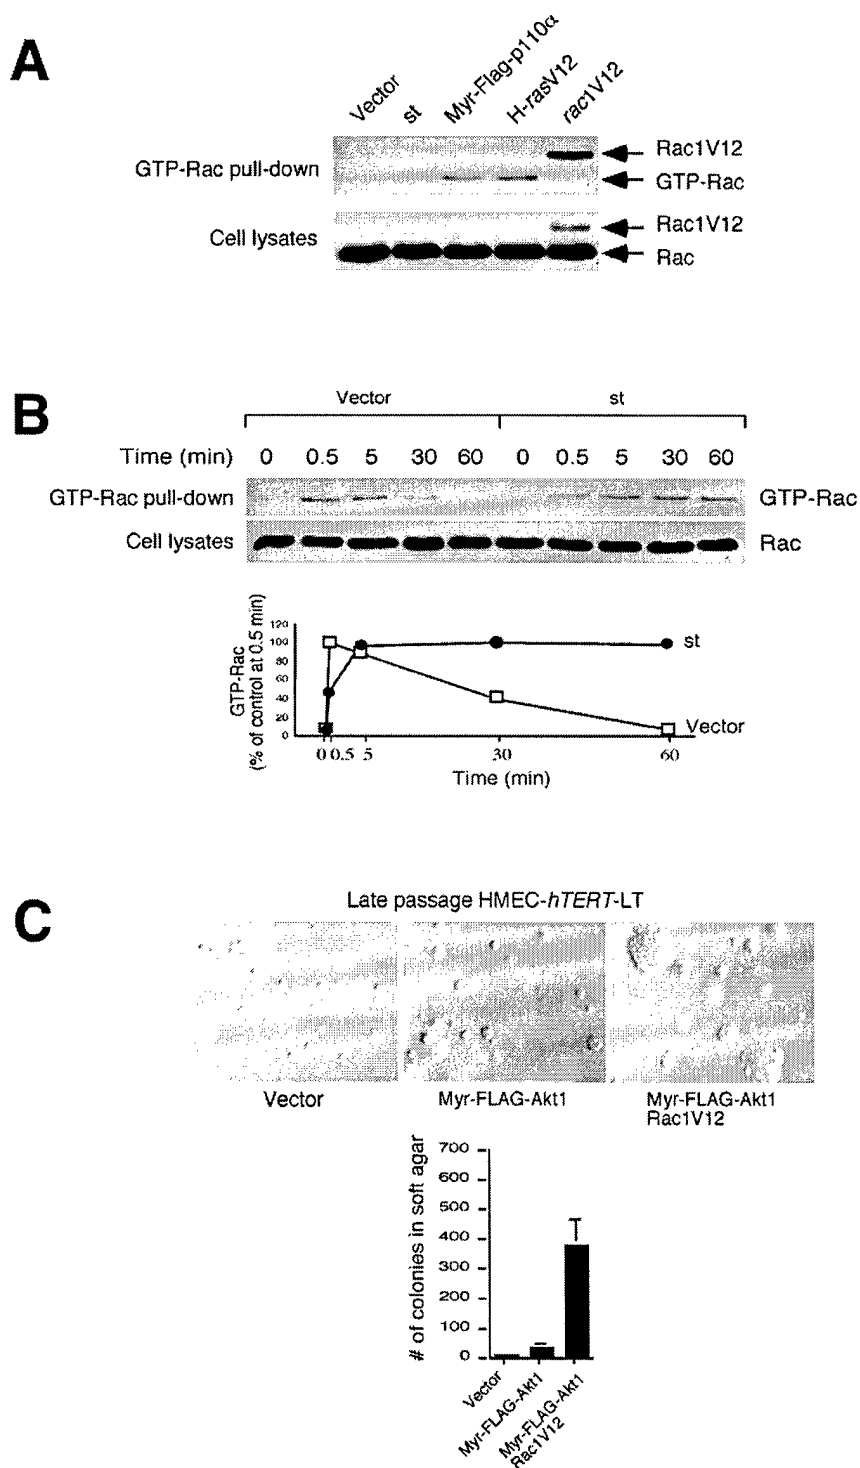 A
Vector
st
Myr-Flag-p110α
H-rasV12
rac1V12
GTP-Rac pull-down
Rac1V12
GTP-Rac
Cell lysates
Rac1V12
Rac
B
Vector
st
Time (min) 0 0.5 5 30 60 0 0.5 5 30 60
GTP-Rac pull-down
GTP-Rac
Cell lysates
Rac
GTP-Rac
(% of control at 0.5 min)
120
100
80
60
40
20
0
st
Vector
0 0.5 5 30 60
Time (min)
C
Late passage HMEC-hTERT-LT
Vector
Myr-FLAG-Akt1
Myr-FLAG-Akt1
Rac1V12
# of colonies in soft agar
700
600
500
400
300
200
100
0
Vector
Myr-FLAG-Akt1
Myr-FLAG-Akt1
Rac1V12